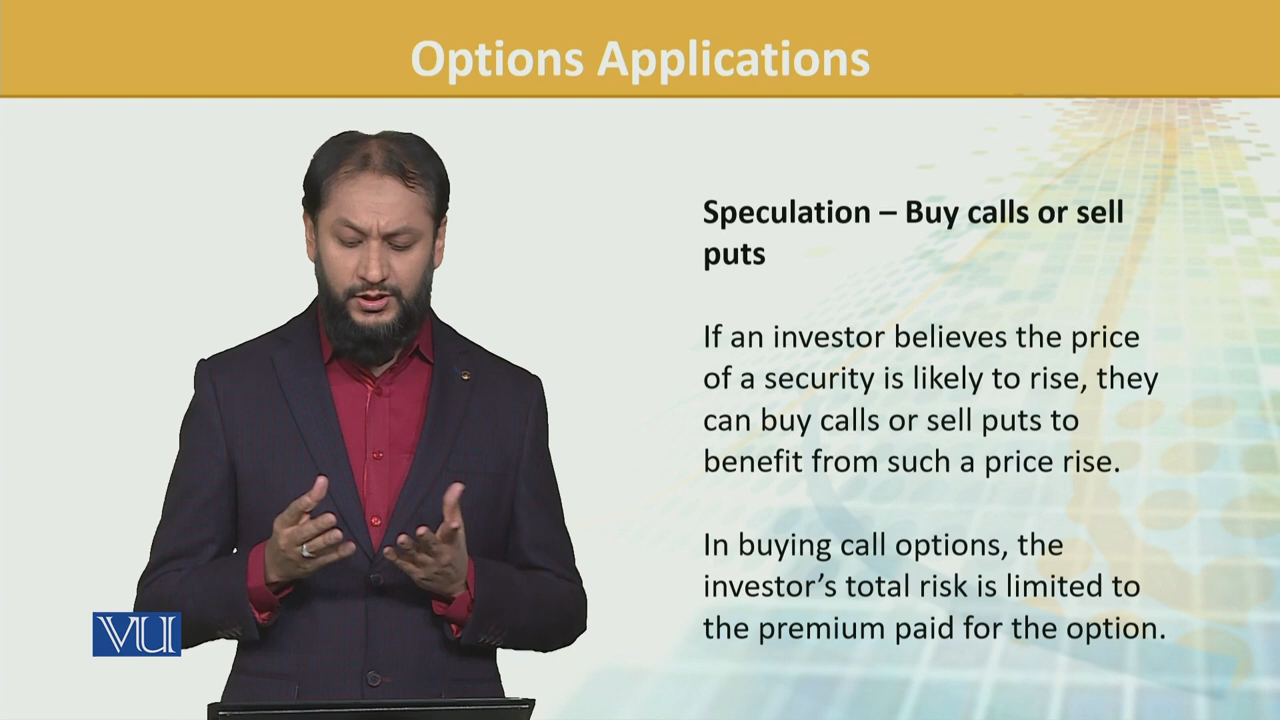 Options Applications
Speculation – Buy calls or sell
puts
If an investor believes the price
of a security is likely to rise, they
can buy calls or sell puts to
benefit from such a price rise.
In buying call options, the
investor’s total risk is limited to
the premium paid for the option.
VU